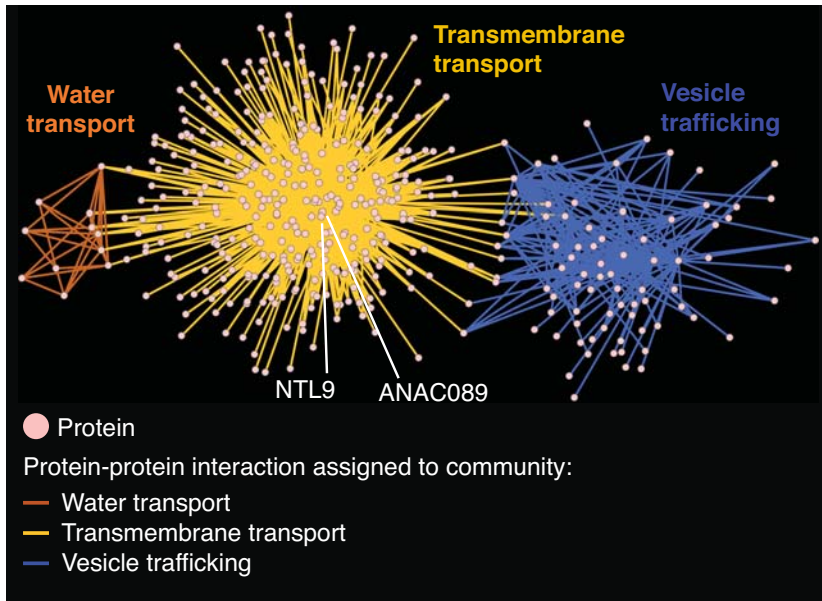 Transmembrane
transport
Water
transport
Vesicle
trafficking
NTL9
ANAC089
Protein
Protein-protein interaction assigned to community:
Water transport
Transmembrane transport
Vesicle trafficking